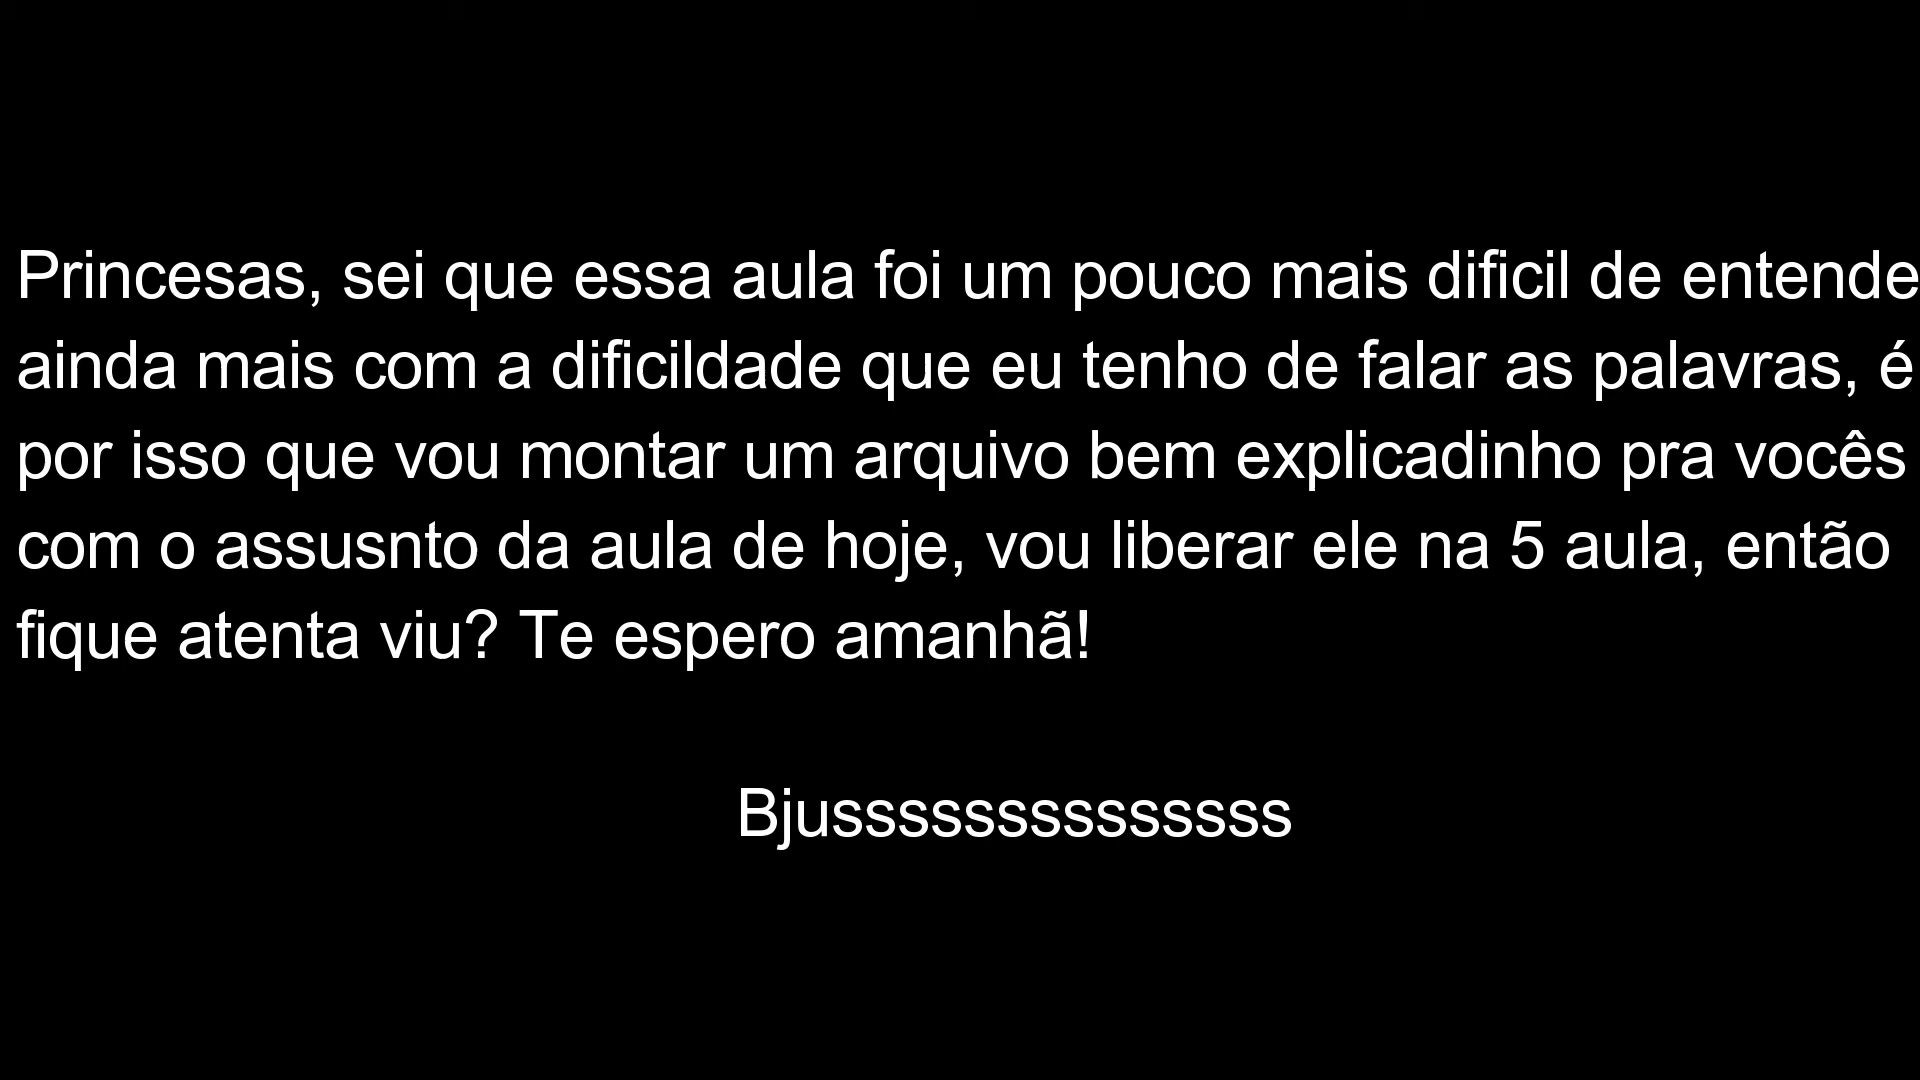 Princesas, sei que essa aula foi um pouco mais dificil de entende
ainda mais com a dificildade que eu tenho de falar as palavras, é
por isso que vou montar um arquivo bem explicadinho pra vocês
com o assusnto da aula de hoje, vou liberar ele na 5 aula, então
fique atenta viu? Te espero amanhã!
Bjusssssssssssssss